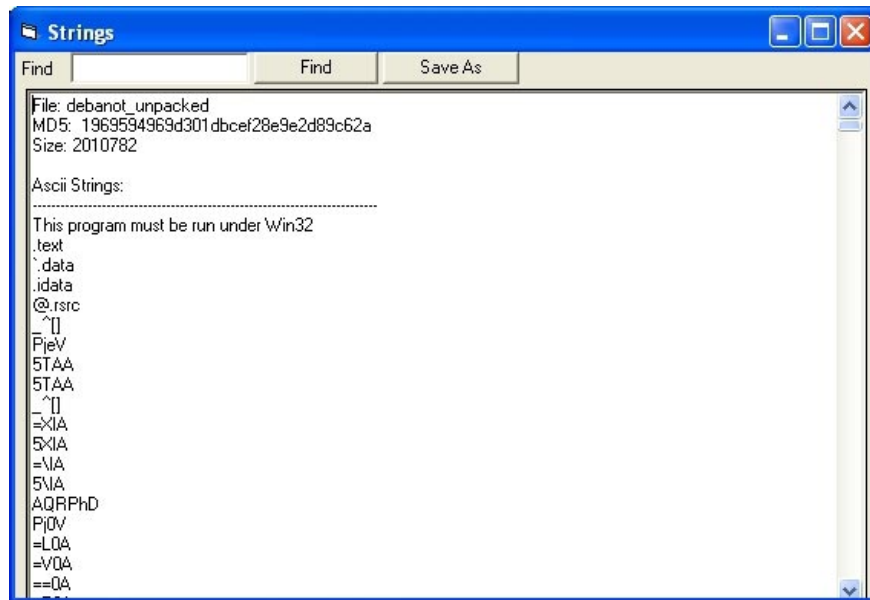 Strings
Find Find Save As
File: debanot_unpacked
MD5: 1969594969d301dbcef28e9e2d89c62a
Size: 2010782
Ascii Strings:
---------------------------------------------------------------------------
This program must be run under Win32
.text
`.data
.idata
@.rsrc
_^[]
PjeV
5TAA
5TAA
_^[]
=XIA
5XIA
=\IA
5\IA
AQRPhD
Pj0V
=L0A
=V0A
==0A